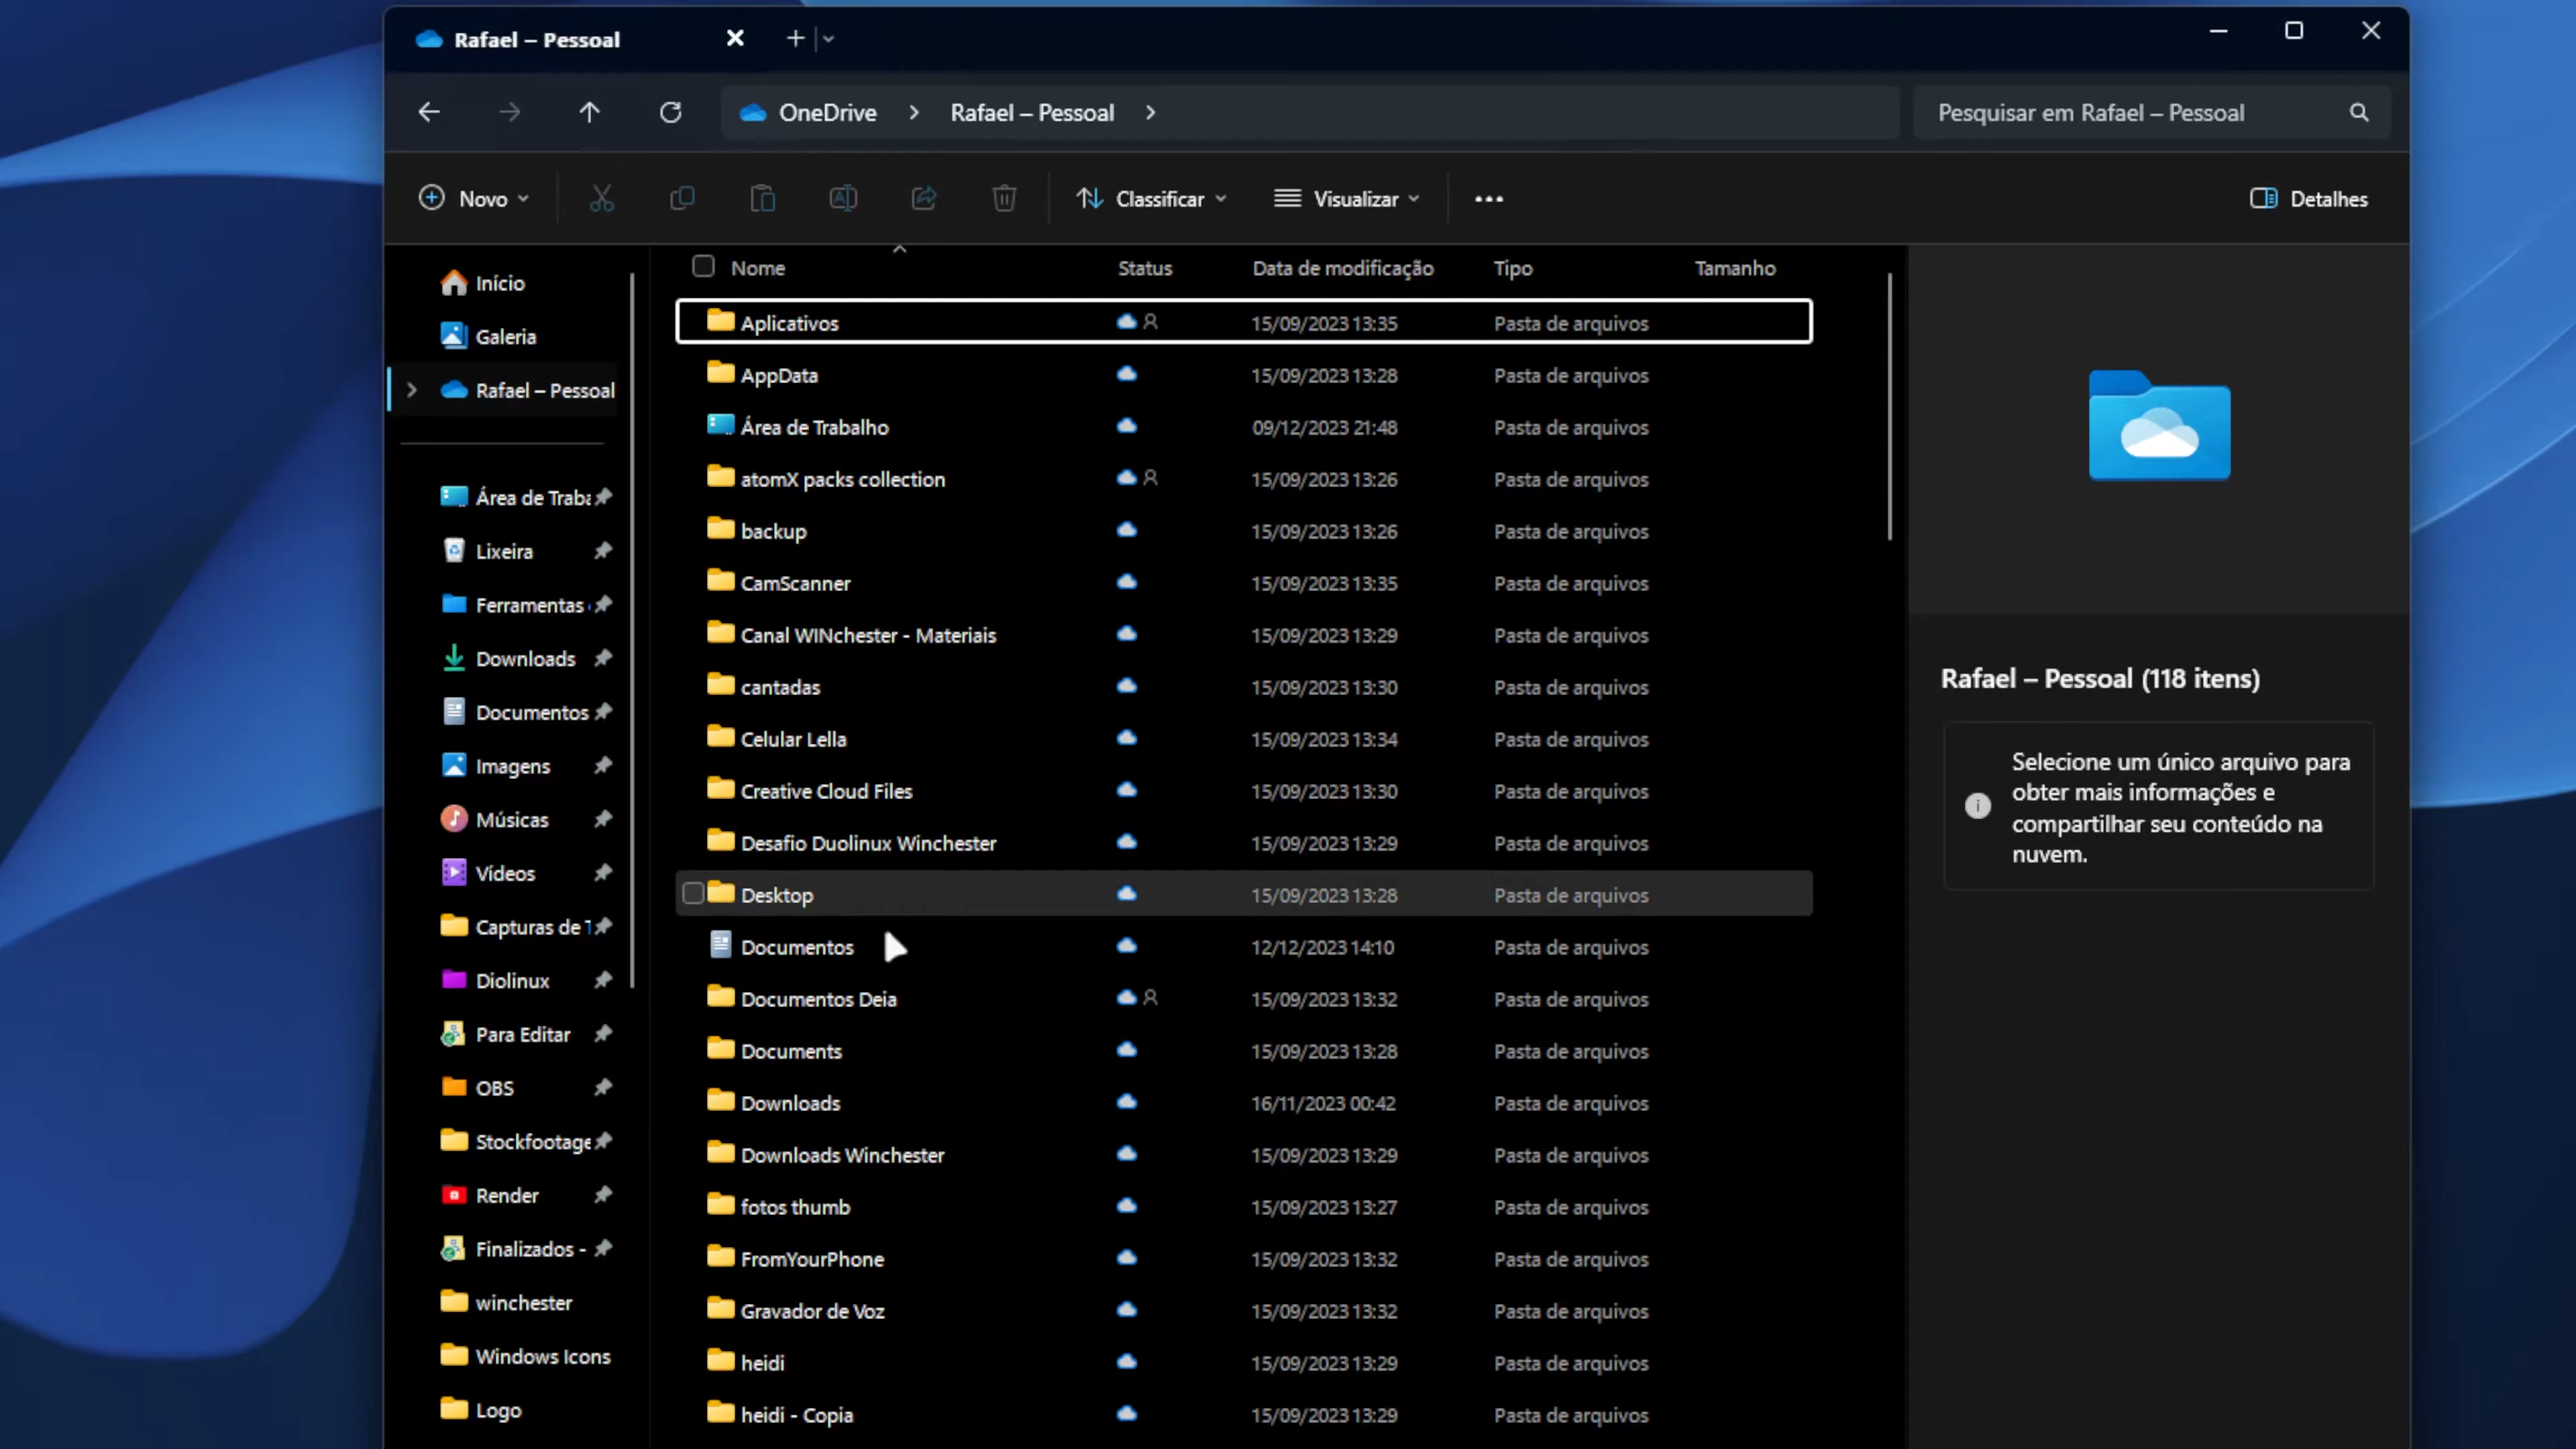 Rafael – Pessoal
OneDrive > Rafael – Pessoal >
Pesquisar em Rafael – Pessoal
Novo
Classificar
Visualizar
Detalhes
Início
Galeria
Rafael – Pessoal
Área de Traba
Lixeira
Ferramentas
Downloads
Documentos
Imagens
Músicas
Vídeos
Capturas de T
Diolinux
Para Editar
OBS
Stockfootage
Render
Finalizados -
winchester
Windows Icons
Logo
Nome Status Data de modificação Tipo Tamanho
Aplicativos 15/09/2023 13:35 Pasta de arquivos
AppData 15/09/2023 13:28 Pasta de arquivos
Área de Trabalho 09/12/2023 21:48 Pasta de arquivos
atomX packs collection 15/09/2023 13:26 Pasta de arquivos
backup 15/09/2023 13:26 Pasta de arquivos
CamScanner 15/09/2023 13:35 Pasta de arquivos
Canal WINchester - Materiais 15/09/2023 13:29 Pasta de arquivos
cantadas 15/09/2023 13:30 Pasta de arquivos
Celular Lella 15/09/2023 13:34 Pasta de arquivos
Creative Cloud Files 15/09/2023 13:30 Pasta de arquivos
Desafio Duolinux Winchester 15/09/2023 13:29 Pasta de arquivos
Desktop 15/09/2023 13:28 Pasta de arquivos
Documentos 12/12/2023 14:10 Pasta de arquivos
Documentos Deia 15/09/2023 13:32 Pasta de arquivos
Documents 15/09/2023 13:28 Pasta de arquivos
Downloads 16/11/2023 00:42 Pasta de arquivos
Downloads Winchester 15/09/2023 13:29 Pasta de arquivos
fotos thumb 15/09/2023 13:27 Pasta de arquivos
FromYourPhone 15/09/2023 13:32 Pasta de arquivos
Gravador de Voz 15/09/2023 13:32 Pasta de arquivos
heidi 15/09/2023 13:29 Pasta de arquivos
heidi - Copia 15/09/2023 13:29 Pasta de arquivos
Rafael – Pessoal (118 itens)
Selecione um único arquivo para
obter mais informações e
compartilhar seu conteúdo na
nuvem.